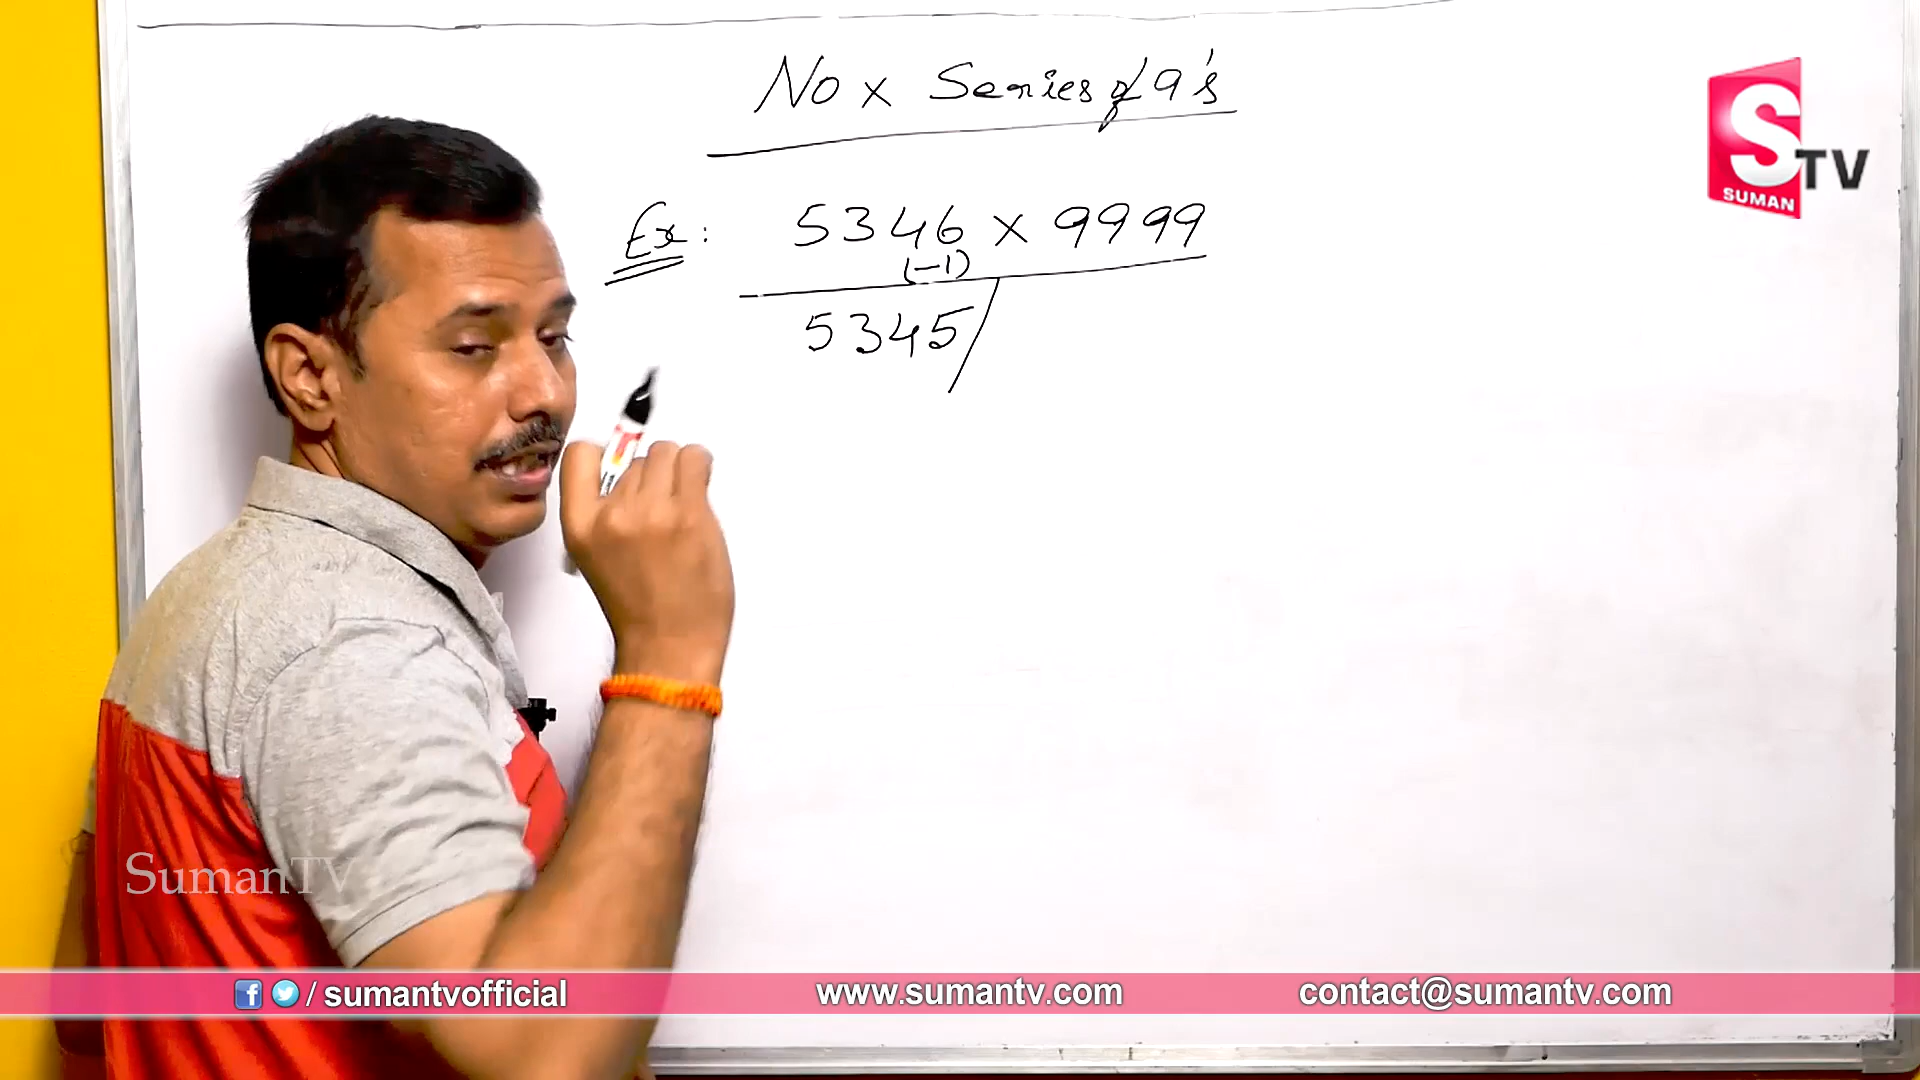 No x Series of 9's
Ex: 5346 x 9999
(-1)
5345/
S TV
SUMAN
SumanTV
/ sumantvofficial
www.sumantv.com
contact@sumantv.com